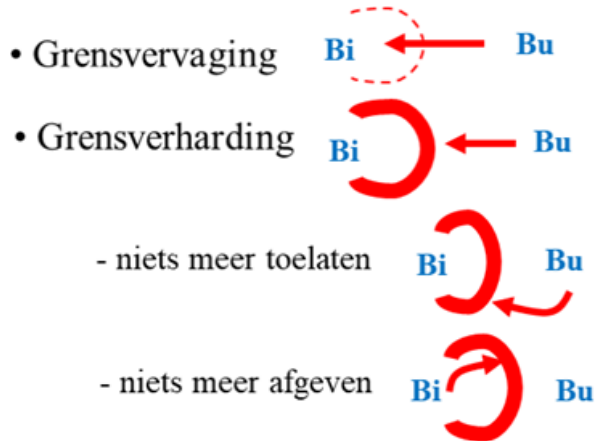 • Grensvervaging Bi Bu
• Grensverharding Bi Bu
- niets meer toelaten Bi Bu
- niets meer afgeven Bi Bu